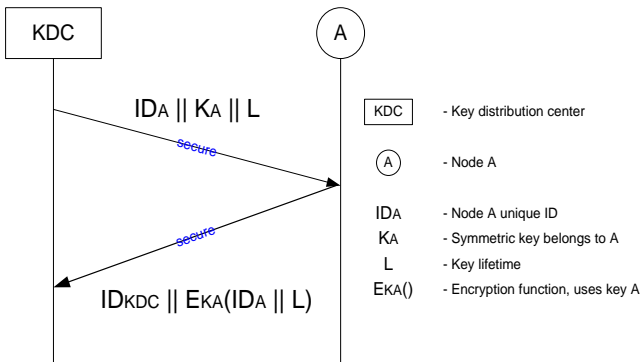 KDC
A
IDA || KA || L
secure
secure
IDKDC || EKA(IDA || L)
KDC - Key distribution center
A - Node A
IDA - Node A unique ID
KA - Symmetric key belongs to A
L - Key lifetime
EKA() - Encryption function, uses key A